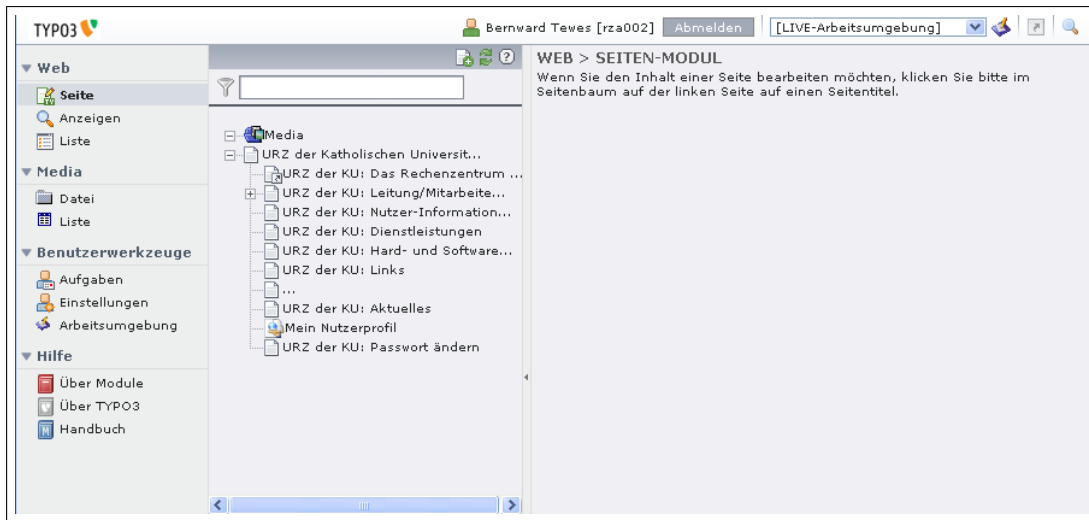 TYPO3
Bernward Tewes [rza002] Abmelden [LIVE-Arbeitsumgebung]
Web
Seite
Anzeigen
Liste
Media
Datei
Liste
Benutzerwerkzeuge
Aufgaben
Einstellungen
Arbeitsumgebung
Hilfe
Über Module
Über TYPO3
Handbuch
Media
URZ der Katholischen Universit...
URZ der KU: Das Rechenzentrum ...
URZ der KU: Leitung/Mitarbeite...
URZ der KU: Nutzer-Information...
URZ der KU: Dienstleistungen
URZ der KU: Hard- und Software...
URZ der KU: Links
...
URZ der KU: Aktuelles
Mein Nutzerprofil
URZ der KU: Passwort ändern
WEB > SEITEN-MODUL
Wenn Sie den Inhalt einer Seite bearbeiten möchten, klicken Sie bitte im
Seitenbaum auf der linken Seite auf einen Seitentitel.